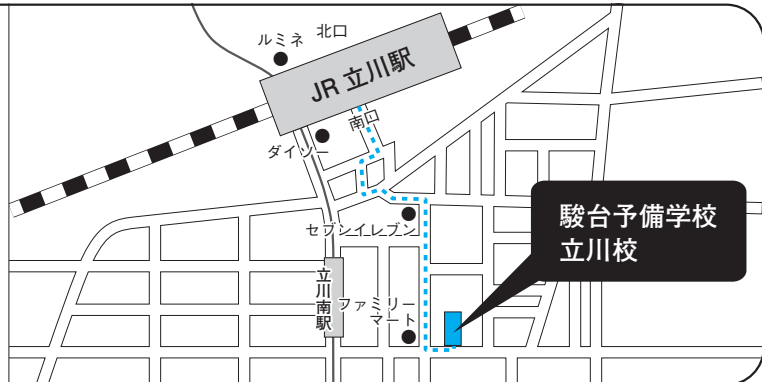 北口
ルミネ
JR 立川駅
南口
ダイソー
セブンイレブン
駿台予備学校
立川校
立川南駅
ファミリー
マート